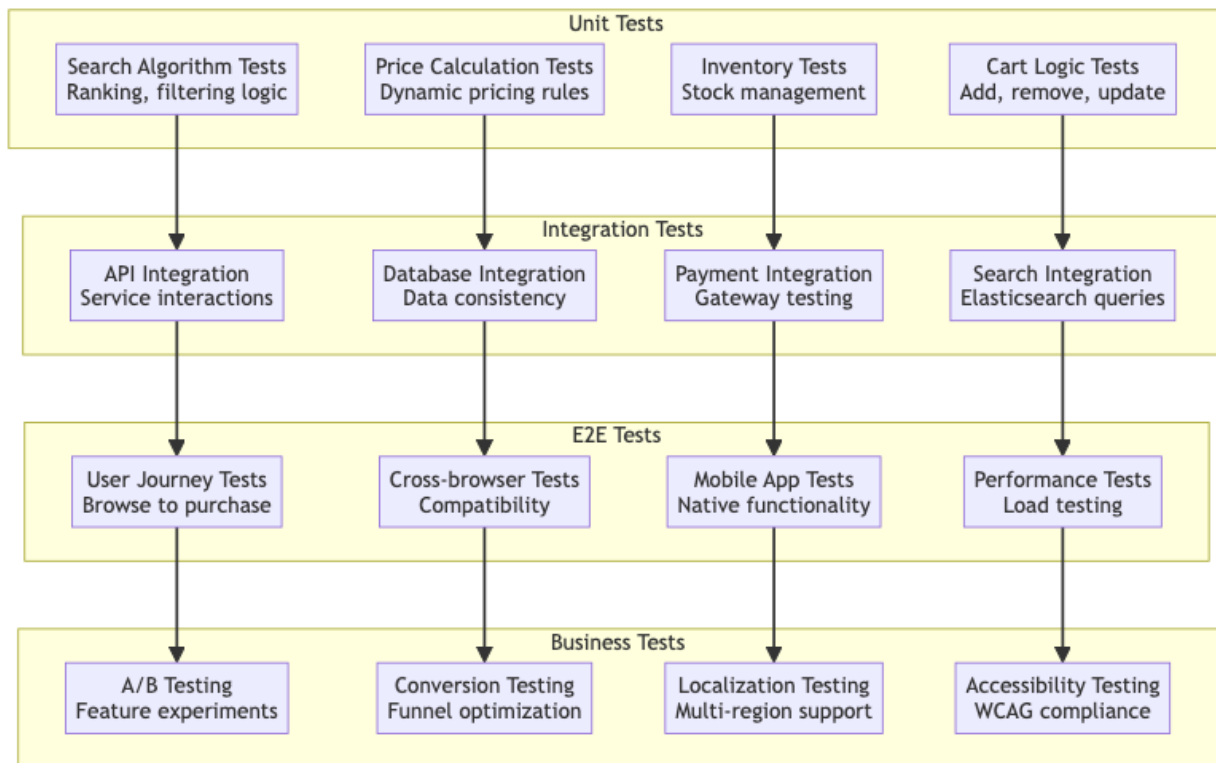 Unit Tests
Search Algorithm Tests
Ranking, filtering logic
Price Calculation Tests
Dynamic pricing rules
Inventory Tests
Stock management
Cart Logic Tests
Add, remove, update
Integration Tests
API Integration
Service interactions
Database Integration
Data consistency
Payment Integration
Gateway testing
Search Integration
Elasticsearch queries
E2E Tests
User Journey Tests
Browse to purchase
Cross-browser Tests
Compatibility
Mobile App Tests
Native functionality
Performance Tests
Load testing
Business Tests
A/B Testing
Feature experiments
Conversion Testing
Funnel optimization
Localization Testing
Multi-region support
Accessibility Testing
WCAG compliance